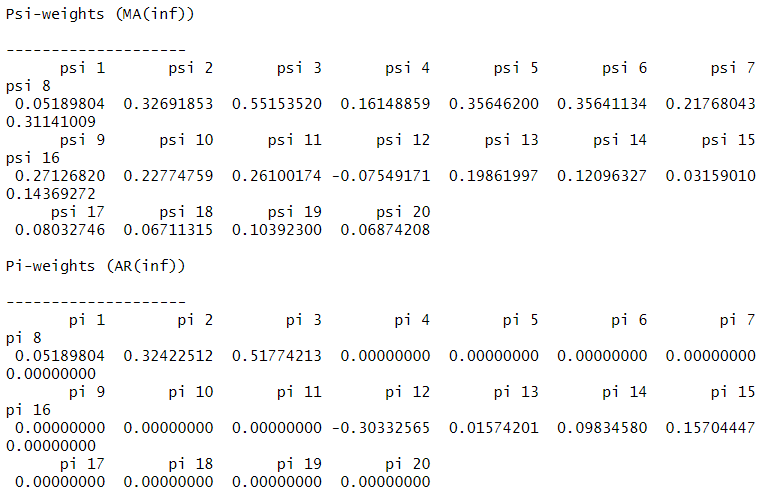 Psi-weights (MA(inf))
--------------------
psi 1 psi 2 psi 3 psi 4 psi 5 psi 6 psi 7
psi 8
0.05189804 0.32691853 0.55153520 0.16148859 0.35646200 0.35641134 0.21768043
0.31141009
psi 9 psi 10 psi 11 psi 12 psi 13 psi 14 psi 15
psi 16
0.27126820 0.22774759 0.26100174 -0.07549171 0.19861997 0.12096327 0.03159010
0.14369272
psi 17 psi 18 psi 19 psi 20
0.08032746 0.06711315 0.10392300 0.06874208
Pi-weights (AR(inf))
--------------------
pi 1 pi 2 pi 3 pi 4 pi 5 pi 6 pi 7
pi 8
0.05189804 0.32422512 0.51774213 0.00000000 0.00000000 0.00000000 0.00000000
0.00000000
pi 9 pi 10 pi 11 pi 12 pi 13 pi 14 pi 15
pi 16
0.00000000 0.00000000 0.00000000 -0.30332565 0.01574201 0.09834580 0.15704447
0.00000000
pi 17 pi 18 pi 19 pi 20
0.00000000 0.00000000 0.00000000 0.00000000